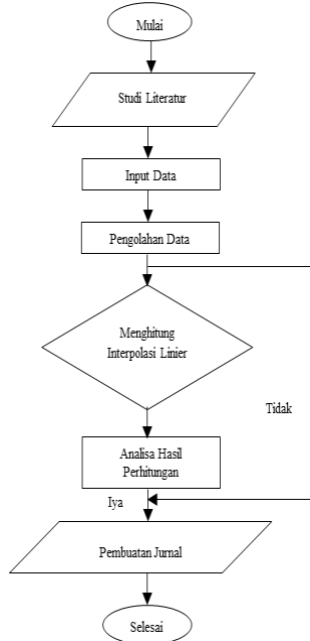 Mulai
Studi Literatur
Input Data
Pengolahan Data
Menghitung
Interpolasi Linier
Tidak
Analisa Hasil
Perhitungan
Iya
Pembuatan Jurnal
Selesai